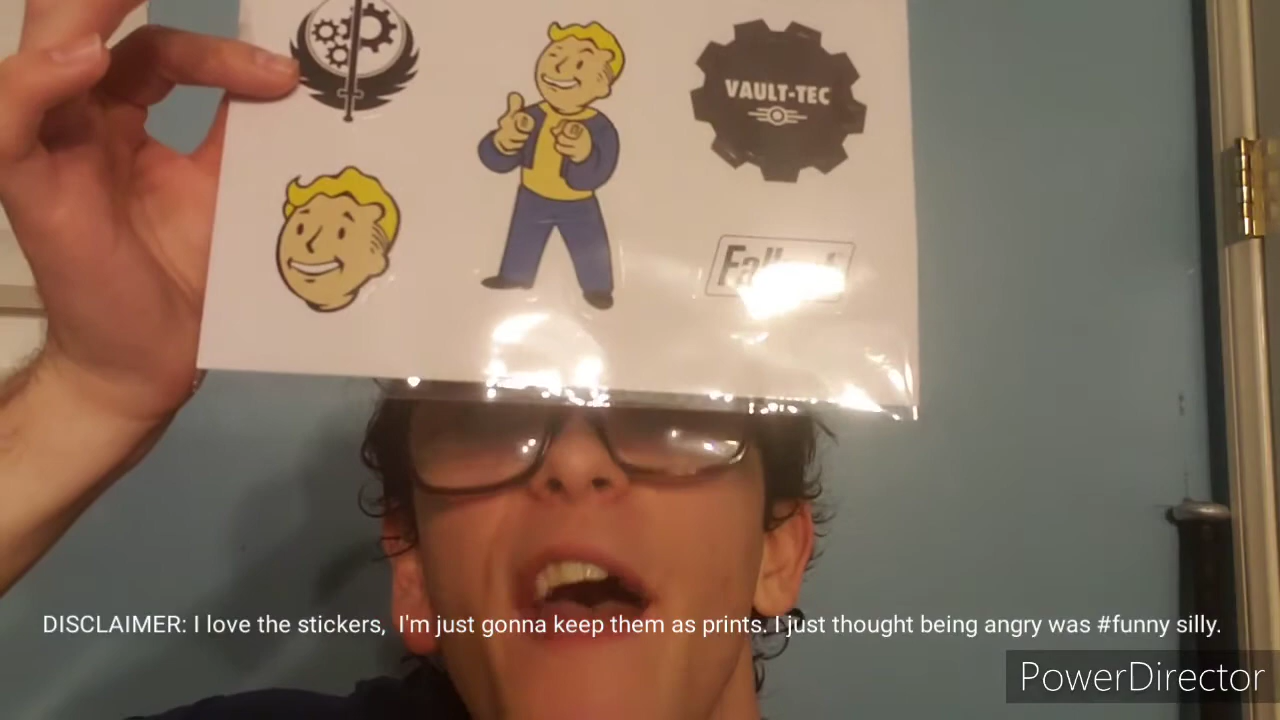 VAULT-TEC
DISCLAIMER: I love the stickers,  I'm just gonna keep them as prints. I just thought being angry was #funny silly.
PowerDirector